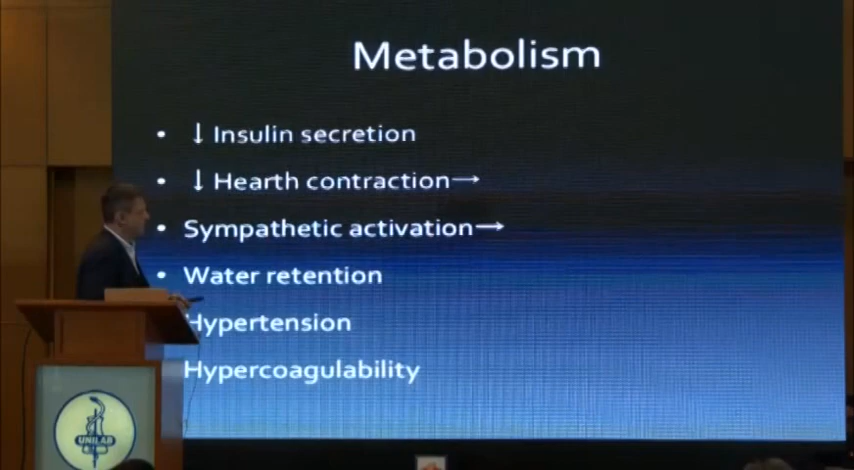 Metabolism
• ↓ Insulin secretion
• ↓ Hearth contraction→
• Sympathetic activation→
• Water retention
Hypertension
Hypercoagulability
UNILAB